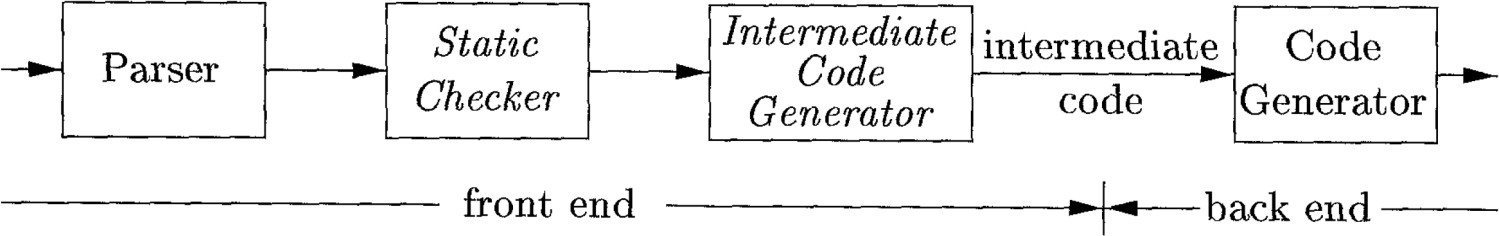 Parser
Static
Checker
Intermediate
Code
Generator
intermediate
code
Code
Generator
front end
back end